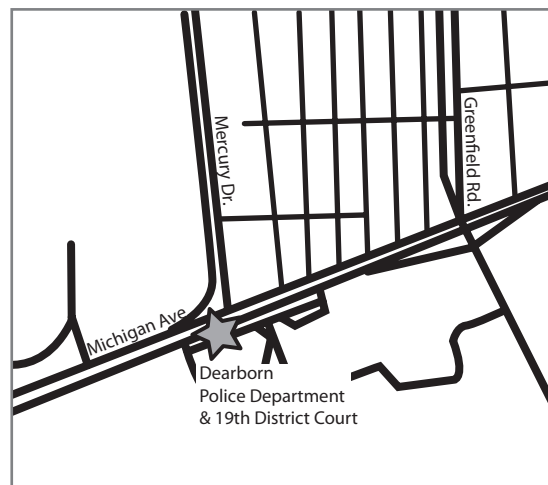 Mercury Dr.
Greenfield Rd.
Michigan Ave
Dearborn
Police Department
& 19th District Court